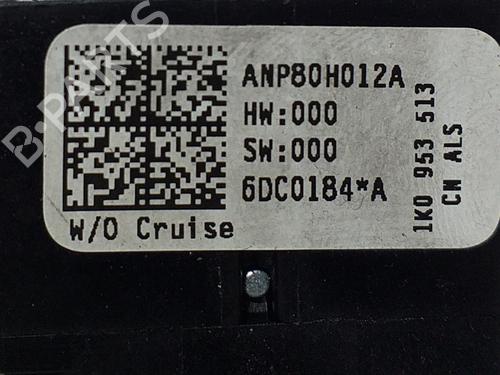 ANP80H012A
HW:000
SW:000
6DC0184*A
W/O Cruise
1K0 953 513
CN ALS
B-PARTS